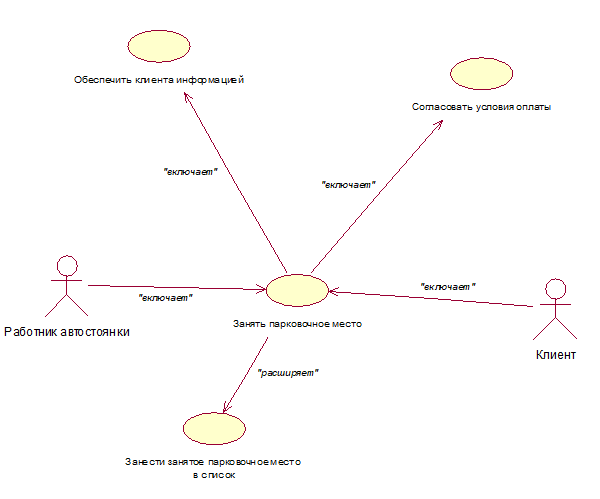 Обеспечить клиента информацией
Согласовать условия оплаты
"включает"
"включает"
"включает"
"включает"
Работник автостоянки
Занять парковочное место
Клиент
"расширяет"
Занести занятое парковочное место
в список